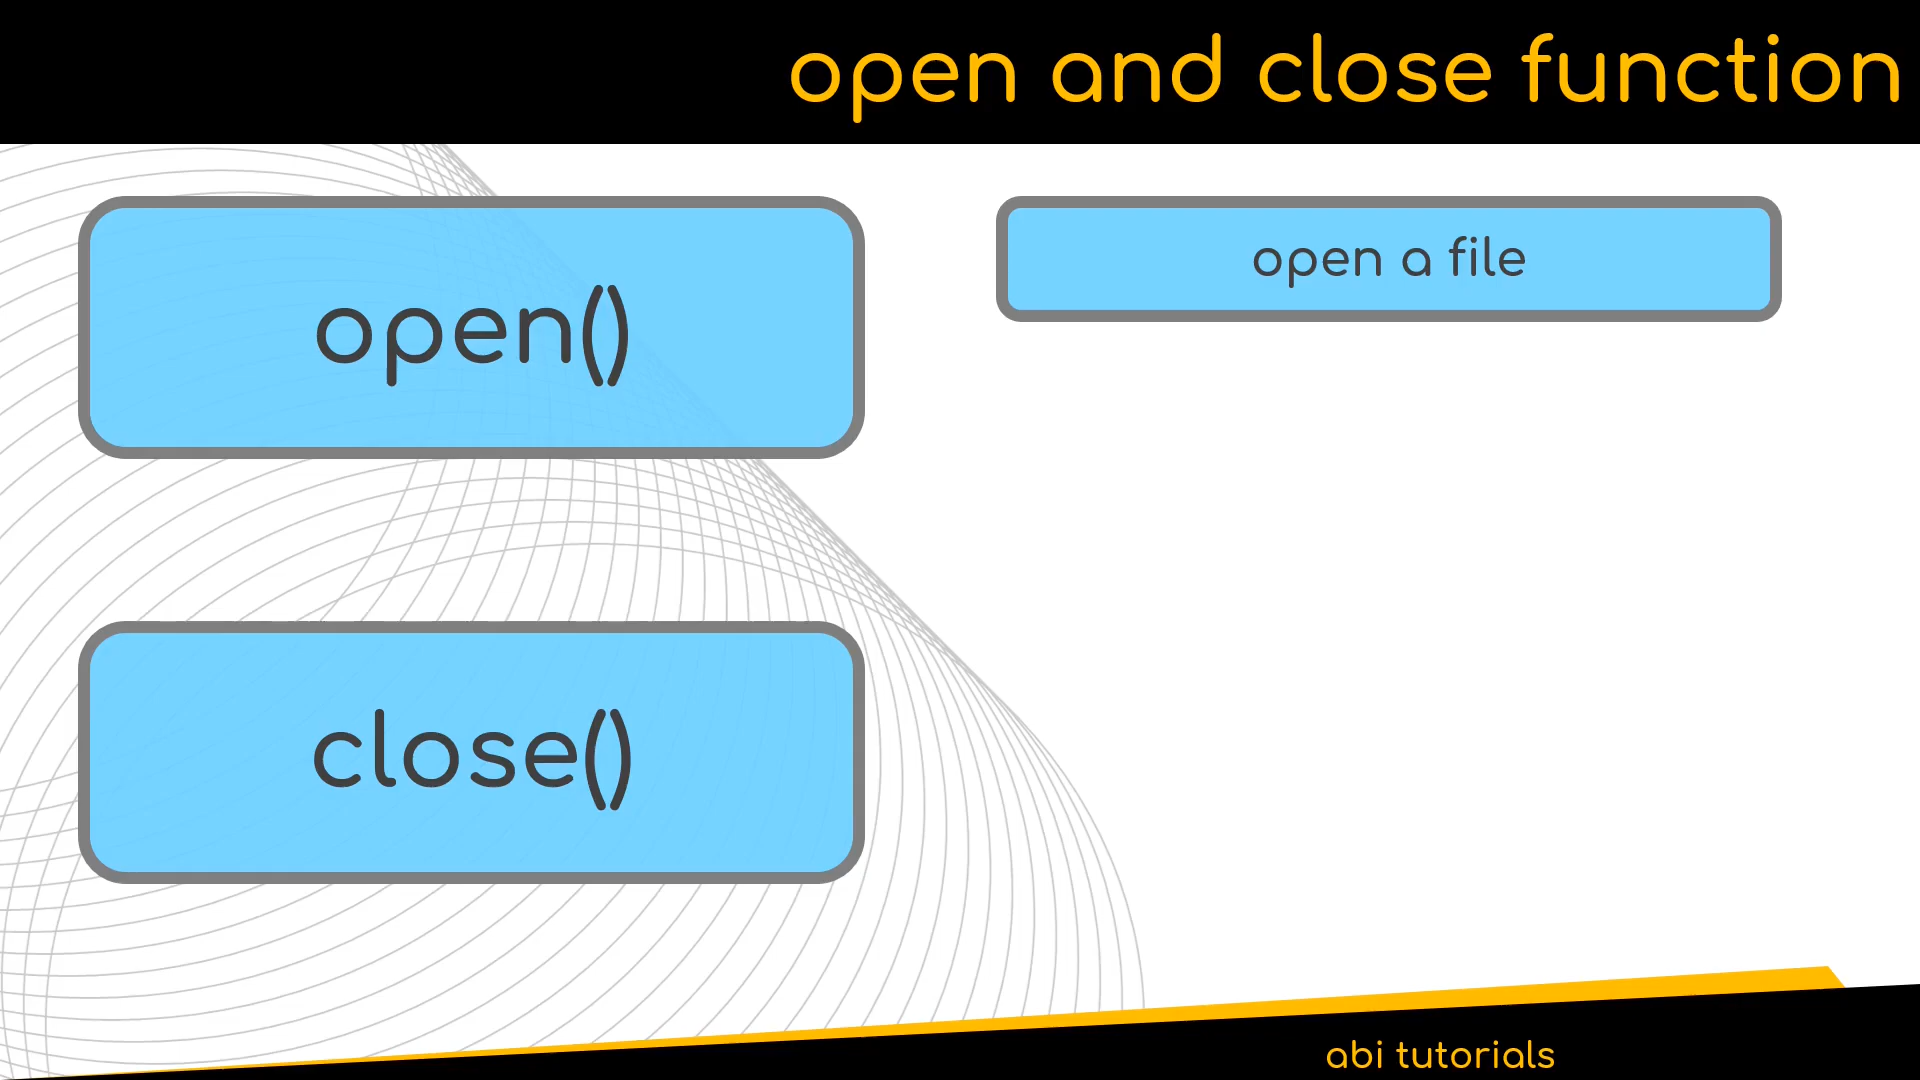 open and close function
open()
open a file
close()
abi tutorials